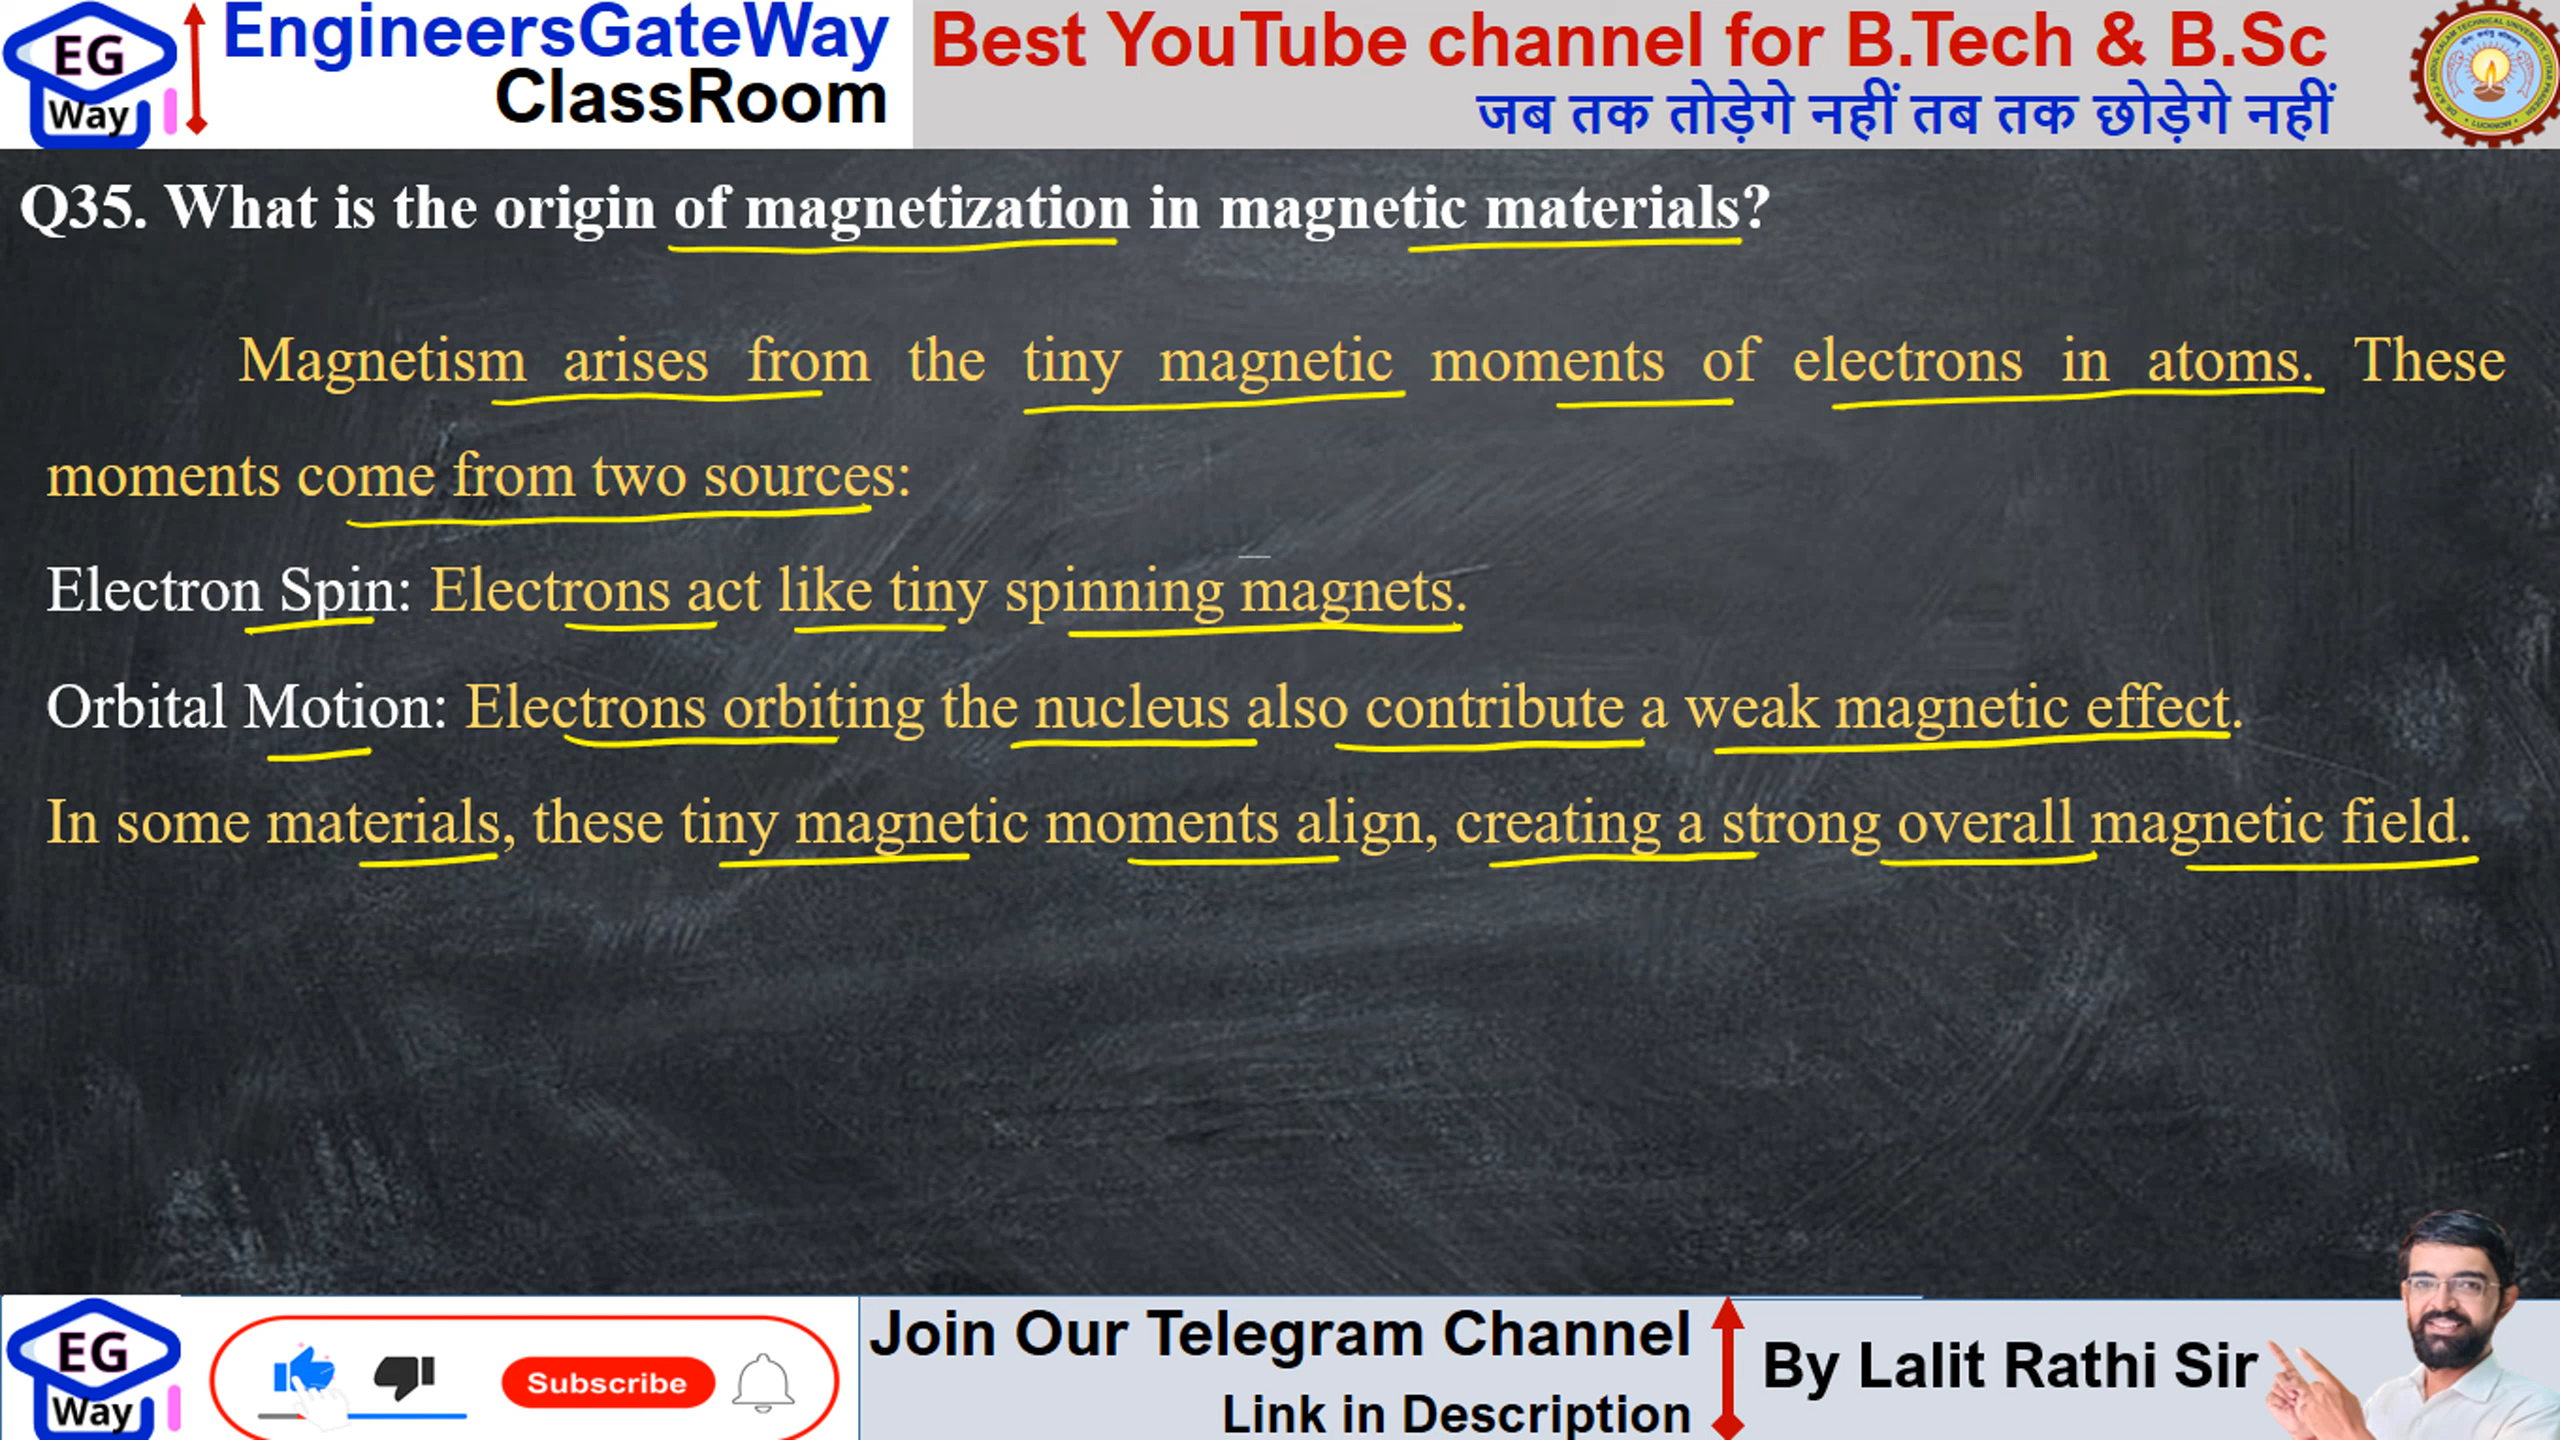 EG
Way
EngineersGateWay
ClassRoom
Best YouTube channel for B.Tech & B.Sc
जब तक तोड़ेगे नहीं तब तक छोड़ेगे नहीं
Q35. What is the origin of magnetization in magnetic materials?
Magnetism arises from the tiny magnetic moments of electrons in atoms. These
moments come from two sources:
Electron Spin: Electrons act like tiny spinning magnets.
Orbital Motion: Electrons orbiting the nucleus also contribute a weak magnetic effect.
In some materials, these tiny magnetic moments align, creating a strong overall magnetic field.
EG
Way
Subscribe
Join Our Telegram Channel
Link in Description
By Lalit Rathi Sir